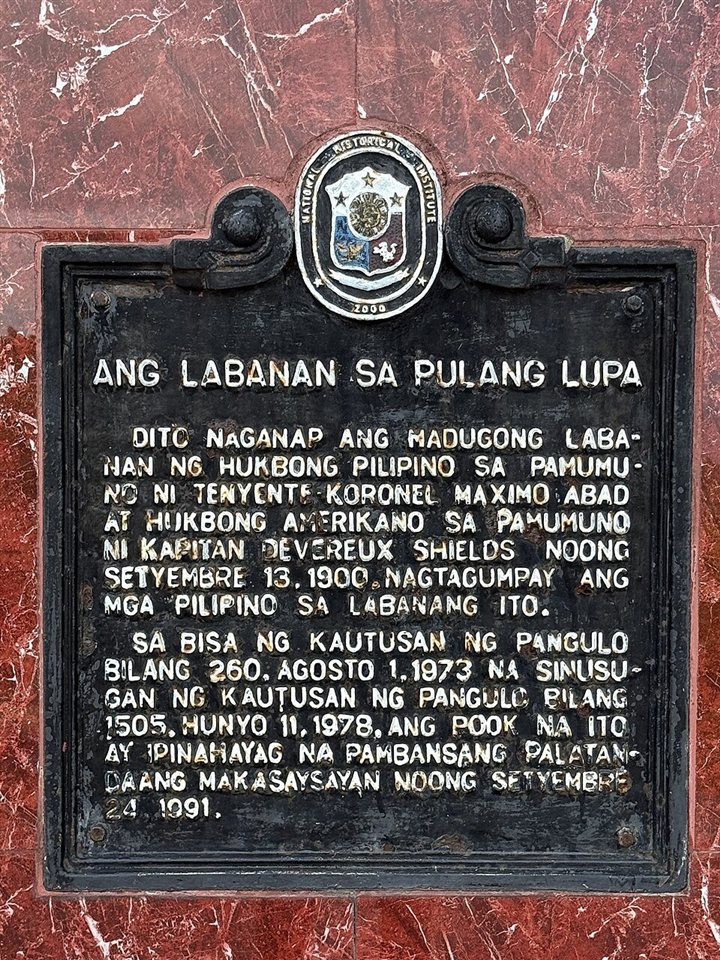 NATIONAL HISTORICAL INSTITUTE
2000
ANG LABANAN SA PULANG LUPA
DITO NAGANAP ANG MADUGONG LABA-
NAN NG HUKBONG PILIPINO SA PAMUMU-
NO NI TENYENTE KORONEL MAXIMO ABAD
AT HUKBONG AMERIKANO SA PAMUMUNO
NI KAPITAN DEVEREUX SHIELDS NOONG
SETYEMBRE 13, 1900. NAGTAGUMPAY ANG
MGA PILIPINO SA LABANANG ITO.
SA BISA NG KAUTUSAN NG PANGULO
BILANG 260, AGOSTO 1, 1973 NA SINUSU-
GAN NG KAUTUSAN NG PANGULO BILANG
1505, HUNYO 11, 1978, ANG POOK NA ITO
AY IPINAHAYAG NA PAMBANSANG PALATAN-
DAANG MAKASAYSAYAN NOONG SETYEMBRE
24 1991.